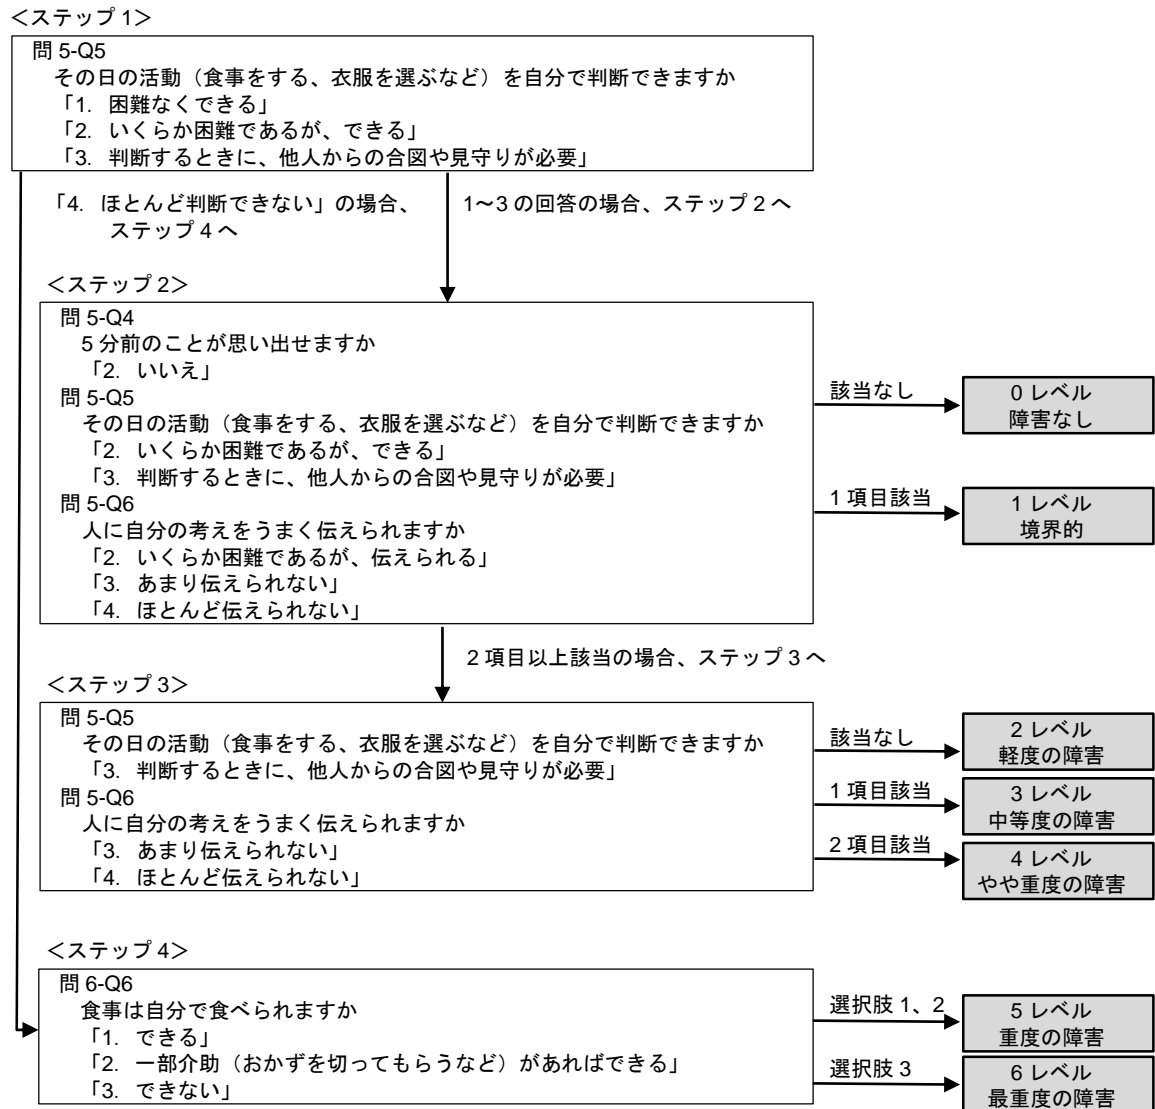 ＜ステップ1＞
問 5-Q5
その日の活動（食事をする、衣服を選ぶなど）を自分で判断できますか
「1. 困難なくできる」
「2. いくらか困難であるが、できる」
「3. 判断するときに、他人からの合図や見守りが必要」
「4. ほとんど判断できない」の場合、
ステップ 4 へ
1～3 の回答の場合、ステップ 2 へ
＜ステップ2＞
問 5-Q4
5 分前のことが思い出せますか
「2. いいえ」
問 5-Q5
その日の活動（食事をする、衣服を選ぶなど）を自分で判断できますか
「2. いくらか困難であるが、できる」
「3. 判断するときに、他人からの合図や見守りが必要」
問 5-Q6
人に自分の考えをうまく伝えられますか
「2. いくらか困難であるが、伝えられる」
「3. あまり伝えられない」
「4. ほとんど伝えられない」
該当なし
0 レベル
障害なし
1 項目該当
1 レベル
境界的
2 項目以上該当の場合、ステップ 3 へ
＜ステップ3＞
問 5-Q5
その日の活動（食事をする、衣服を選ぶなど）を自分で判断できますか
「3. 判断するときに、他人からの合図や見守りが必要」
問 5-Q6
人に自分の考えをうまく伝えられますか
「3. あまり伝えられない」
「4. ほとんど伝えられない」
該当なし
2 レベル
軽度の障害
1 項目該当
3 レベル
中等度の障害
2 項目該当
4 レベル
やや重度の障害
＜ステップ4＞
問 6-Q6
食事は自分で食べられますか
「1. できる」
「2. 一部介助（おかずを切ってもらうなど）があればできる」
「3. できない」
選択肢 1、2
5 レベル
重度の障害
選択肢 3
6 レベル
最重度の障害